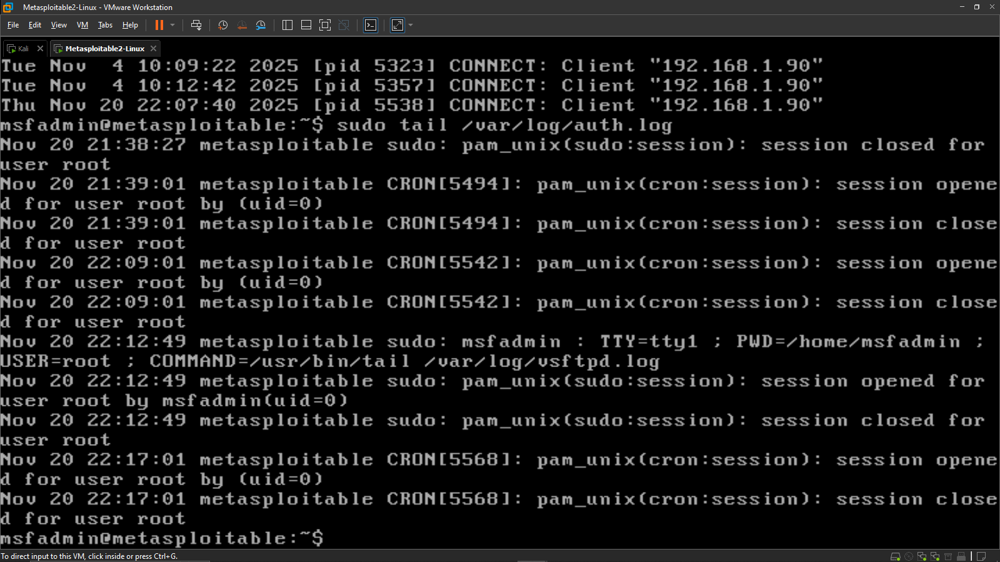 Metasploitable2-Linux - VMware Workstation
File Edit View VM Tabs Help
Kali Metasploitable2-Linux
Tue Nov  4 10:09:22 2025 [pid 5323] CONNECT: Client "192.168.1.90"
Tue Nov  4 10:12:42 2025 [pid 5357] CONNECT: Client "192.168.1.90"
Thu Nov 20 22:07:40 2025 [pid 5538] CONNECT: Client "192.168.1.90"
msfadmin@metasploitable:~$ sudo tail /var/log/auth.log
Nov 20 21:38:27 metasploitable sudo: pam_unix(sudo:session): session closed for
user root
Nov 20 21:39:01 metasploitable CRON[5494]: pam_unix(cron:session): session opene
d for user root by (uid=0)
Nov 20 21:39:01 metasploitable CRON[5494]: pam_unix(cron:session): session close
d for user root
Nov 20 22:09:01 metasploitable CRON[5542]: pam_unix(cron:session): session opene
d for user root by (uid=0)
Nov 20 22:09:01 metasploitable CRON[5542]: pam_unix(cron:session): session close
d for user root
Nov 20 22:12:49 metasploitable sudo: msfadmin : TTY=tty1 ; PWD=/home/msfadmin ;
USER=root ; COMMAND=/usr/bin/tail /var/log/vsftpd.log
Nov 20 22:12:49 metasploitable sudo: pam_unix(sudo:session): session opened for
user root by msfadmin(uid=0)
Nov 20 22:12:49 metasploitable sudo: pam_unix(sudo:session): session closed for
user root
Nov 20 22:17:01 metasploitable CRON[5568]: pam_unix(cron:session): session opene
d for user root by (uid=0)
Nov 20 22:17:01 metasploitable CRON[5568]: pam_unix(cron:session): session close
d for user root
msfadmin@metasploitable:~$
To direct input to this VM, click inside or press Ctrl+G.